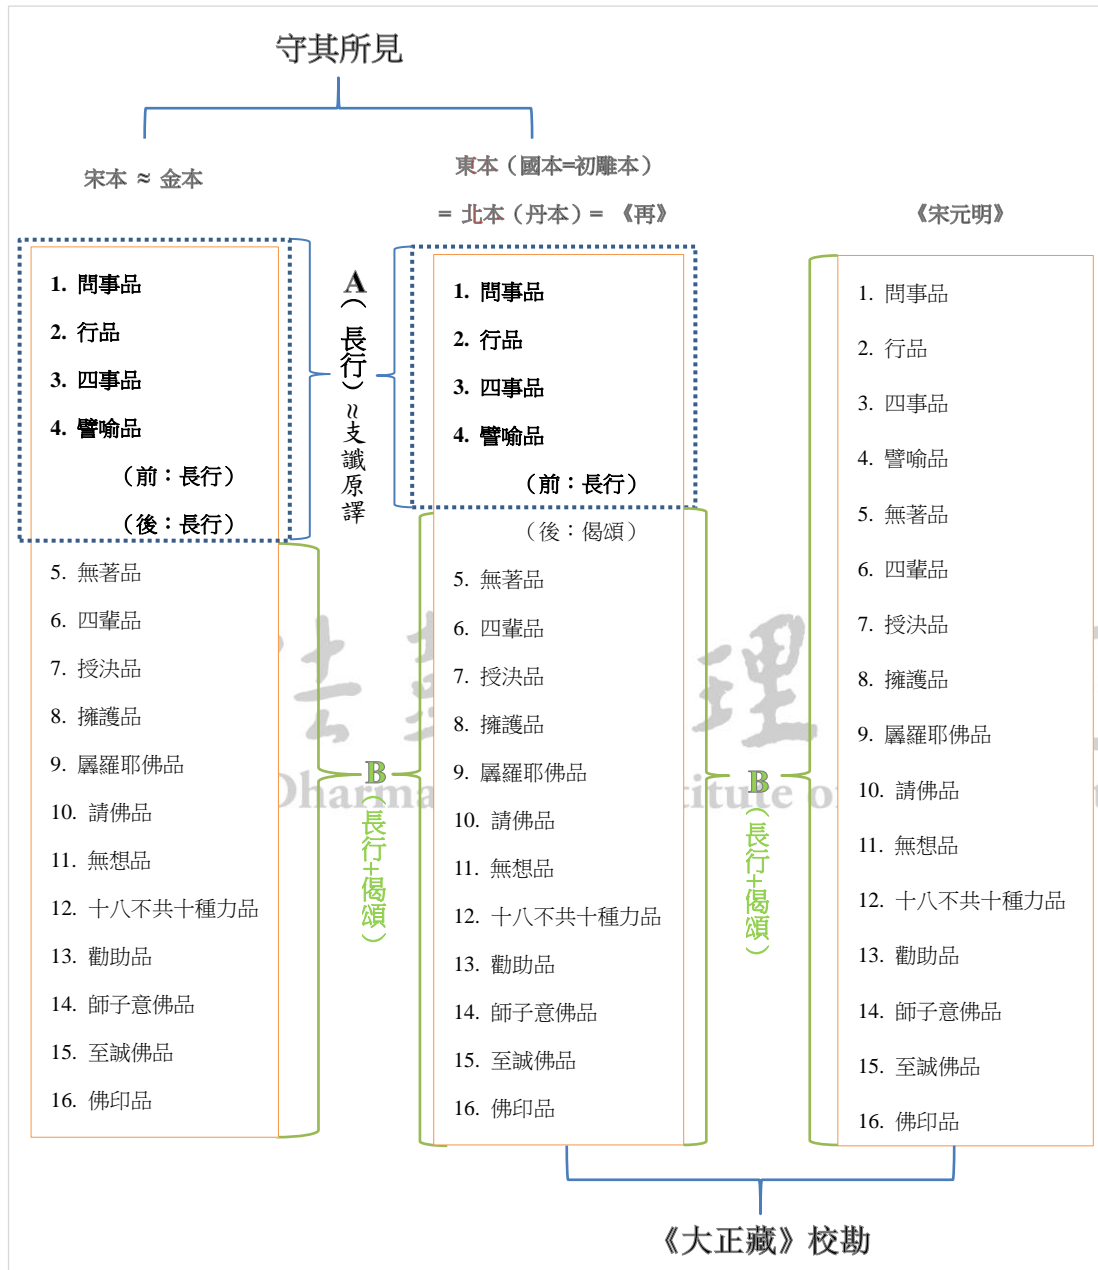 守其所見
宋本 ≈ 金本
東本（國本=初雕本）
= 北本（丹本）= 《再》
《宋元明》
1. 問事品
2. 行品
3. 四事品
4. 譬喻品
（前：長行）
（後：長行）
5. 無著品
6. 四輩品
7. 授決品
8. 擁護品
9. 羼羅耶佛品
10. 請佛品
11. 無想品
12. 十八不共十種力品
13. 勸助品
14. 師子意佛品
15. 至誠佛品
16. 佛印品
A（長行）≈支讖原譯
B（長行+偈頌）
1. 問事品
2. 行品
3. 四事品
4. 譬喻品
（前：長行）
（後：偈頌）
5. 無著品
6. 四輩品
7. 授決品
8. 擁護品
9. 羼羅耶佛品
10. 請佛品
11. 無想品
12. 十八不共十種力品
13. 勸助品
14. 師子意佛品
15. 至誠佛品
16. 佛印品
B（長行+偈頌）
1. 問事品
2. 行品
3. 四事品
4. 譬喻品
5. 無著品
6. 四輩品
7. 授決品
8. 擁護品
9. 羼羅耶佛品
10. 請佛品
11. 無想品
12. 十八不共十種力品
13. 勸助品
14. 師子意佛品
15. 至誠佛品
16. 佛印品
《大正藏》校勘
理
Dharma